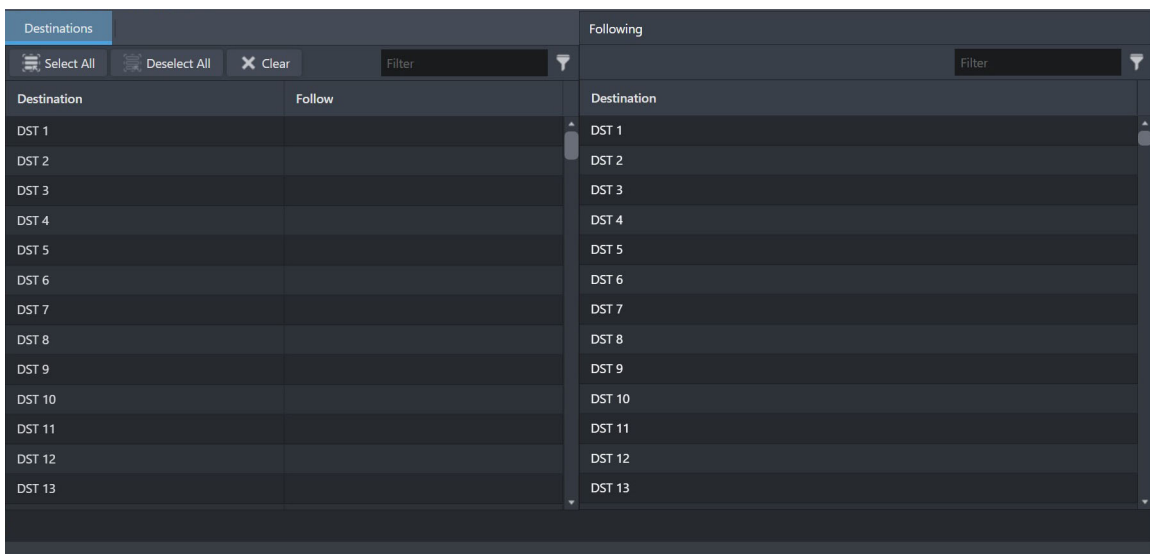 Destinations
Select All Deselect All Clear Filter
Destination Follow
DST 1
DST 2
DST 3
DST 4
DST 5
DST 6
DST 7
DST 8
DST 9
DST 10
DST 11
DST 12
DST 13
Following
Filter
Destination
DST 1
DST 2
DST 3
DST 4
DST 5
DST 6
DST 7
DST 8
DST 9
DST 10
DST 11
DST 12
DST 13